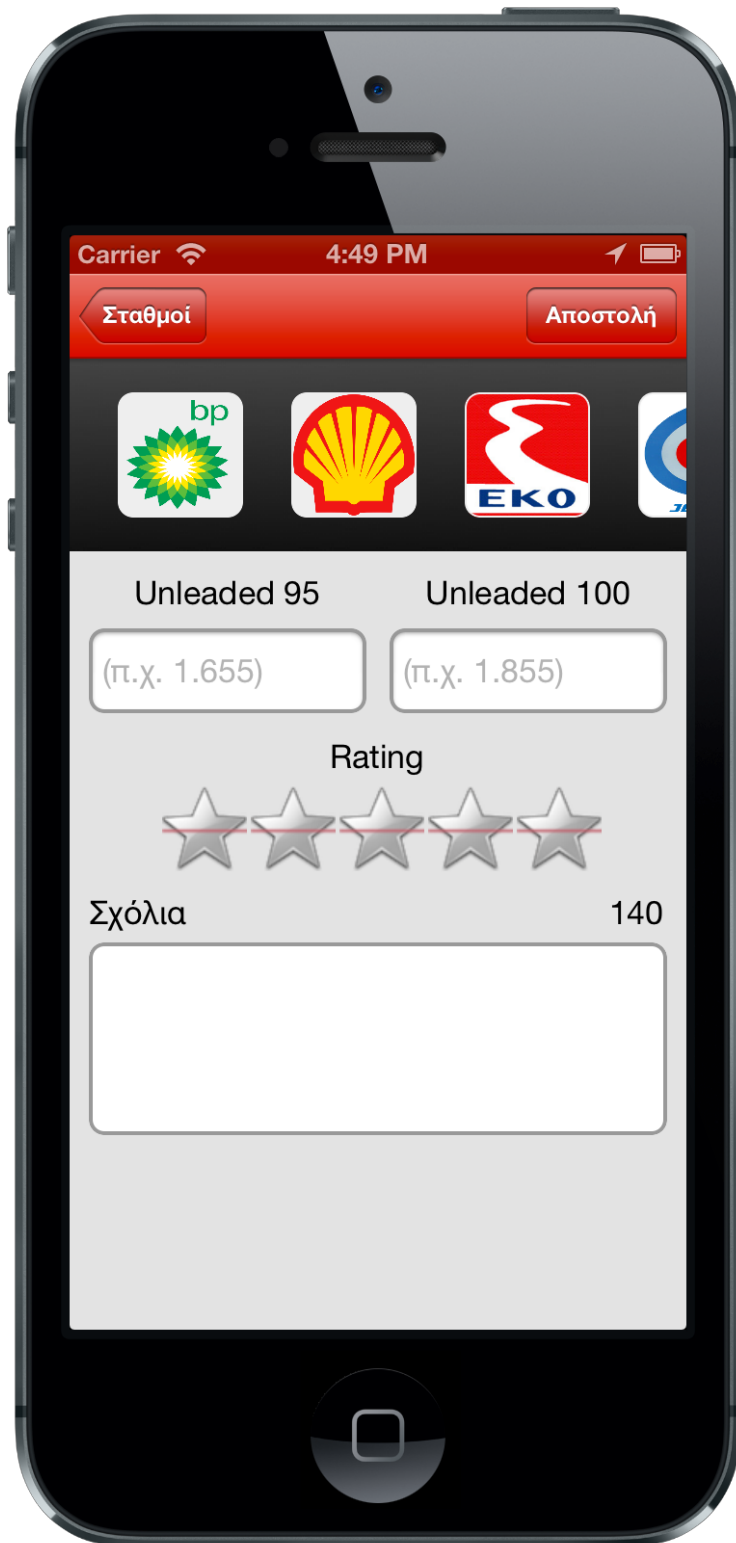 Carrier 4:49 PM
Σταθμοί Αποστολή
bp
EKO
Unleaded 95 Unleaded 100
(π.χ. 1.655) (π.χ. 1.855)
Rating
Σχόλια 140